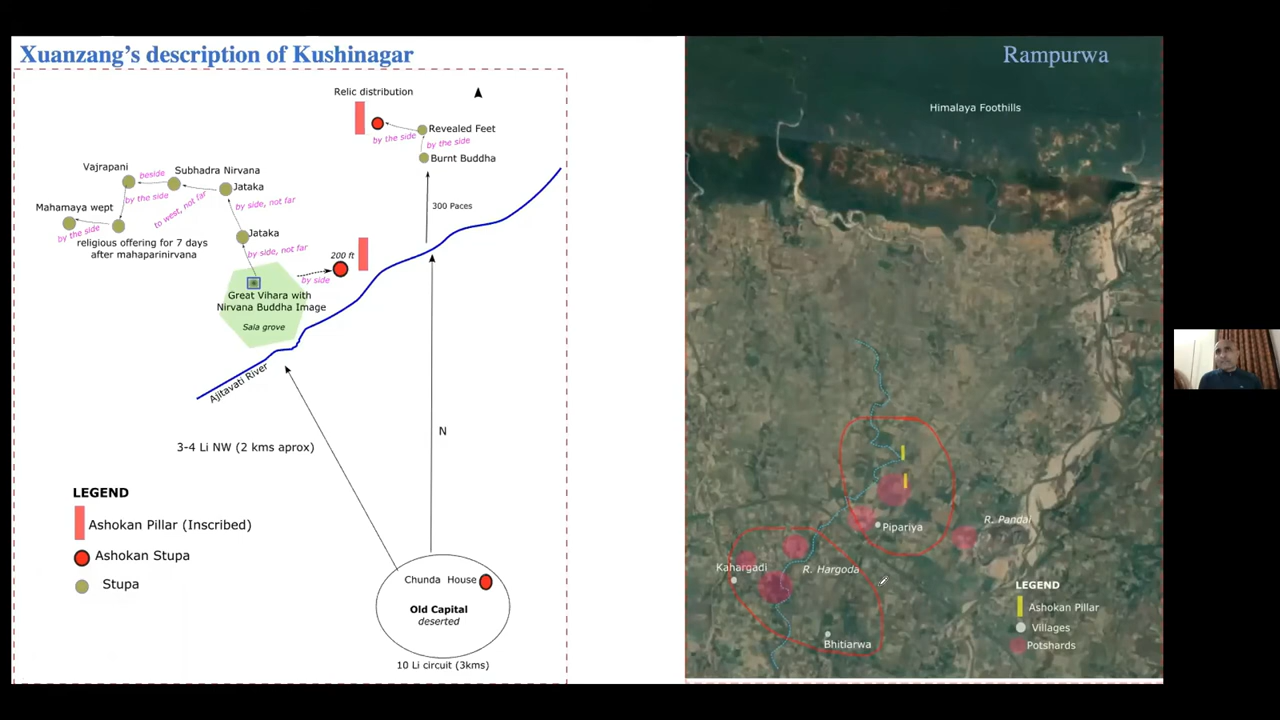 Xuanzang's description of Kushinagar
Relic distribution
Revealed Feet
by the side
by the side
Burnt Buddha
300 Paces
Vajrapani
beside
Subhadra Nirvana
Jataka
by the side
to west, not far
by side, not far
Mahamaya wept
by the side
religious offering for 7 days
after mahaparinirvana
Jataka
by side, not far
200 ft
by side
Great Vihara with
Nirvana Buddha Image
Sala grove
Ajitavati River
3-4 Li NW (2 kms aprox)
N
LEGEND
Ashokan Pillar (Inscribed)
Ashokan Stupa
Stupa
Chunda House
Old Capital
deserted
10 Li circuit (3kms)
Rampurwa
Himalaya Foothills
Pipariya
R. Pandai
Kahargadi
R. Hargoda
Bhitiarwa
LEGEND
Ashokan Pillar
Villages
Potshards